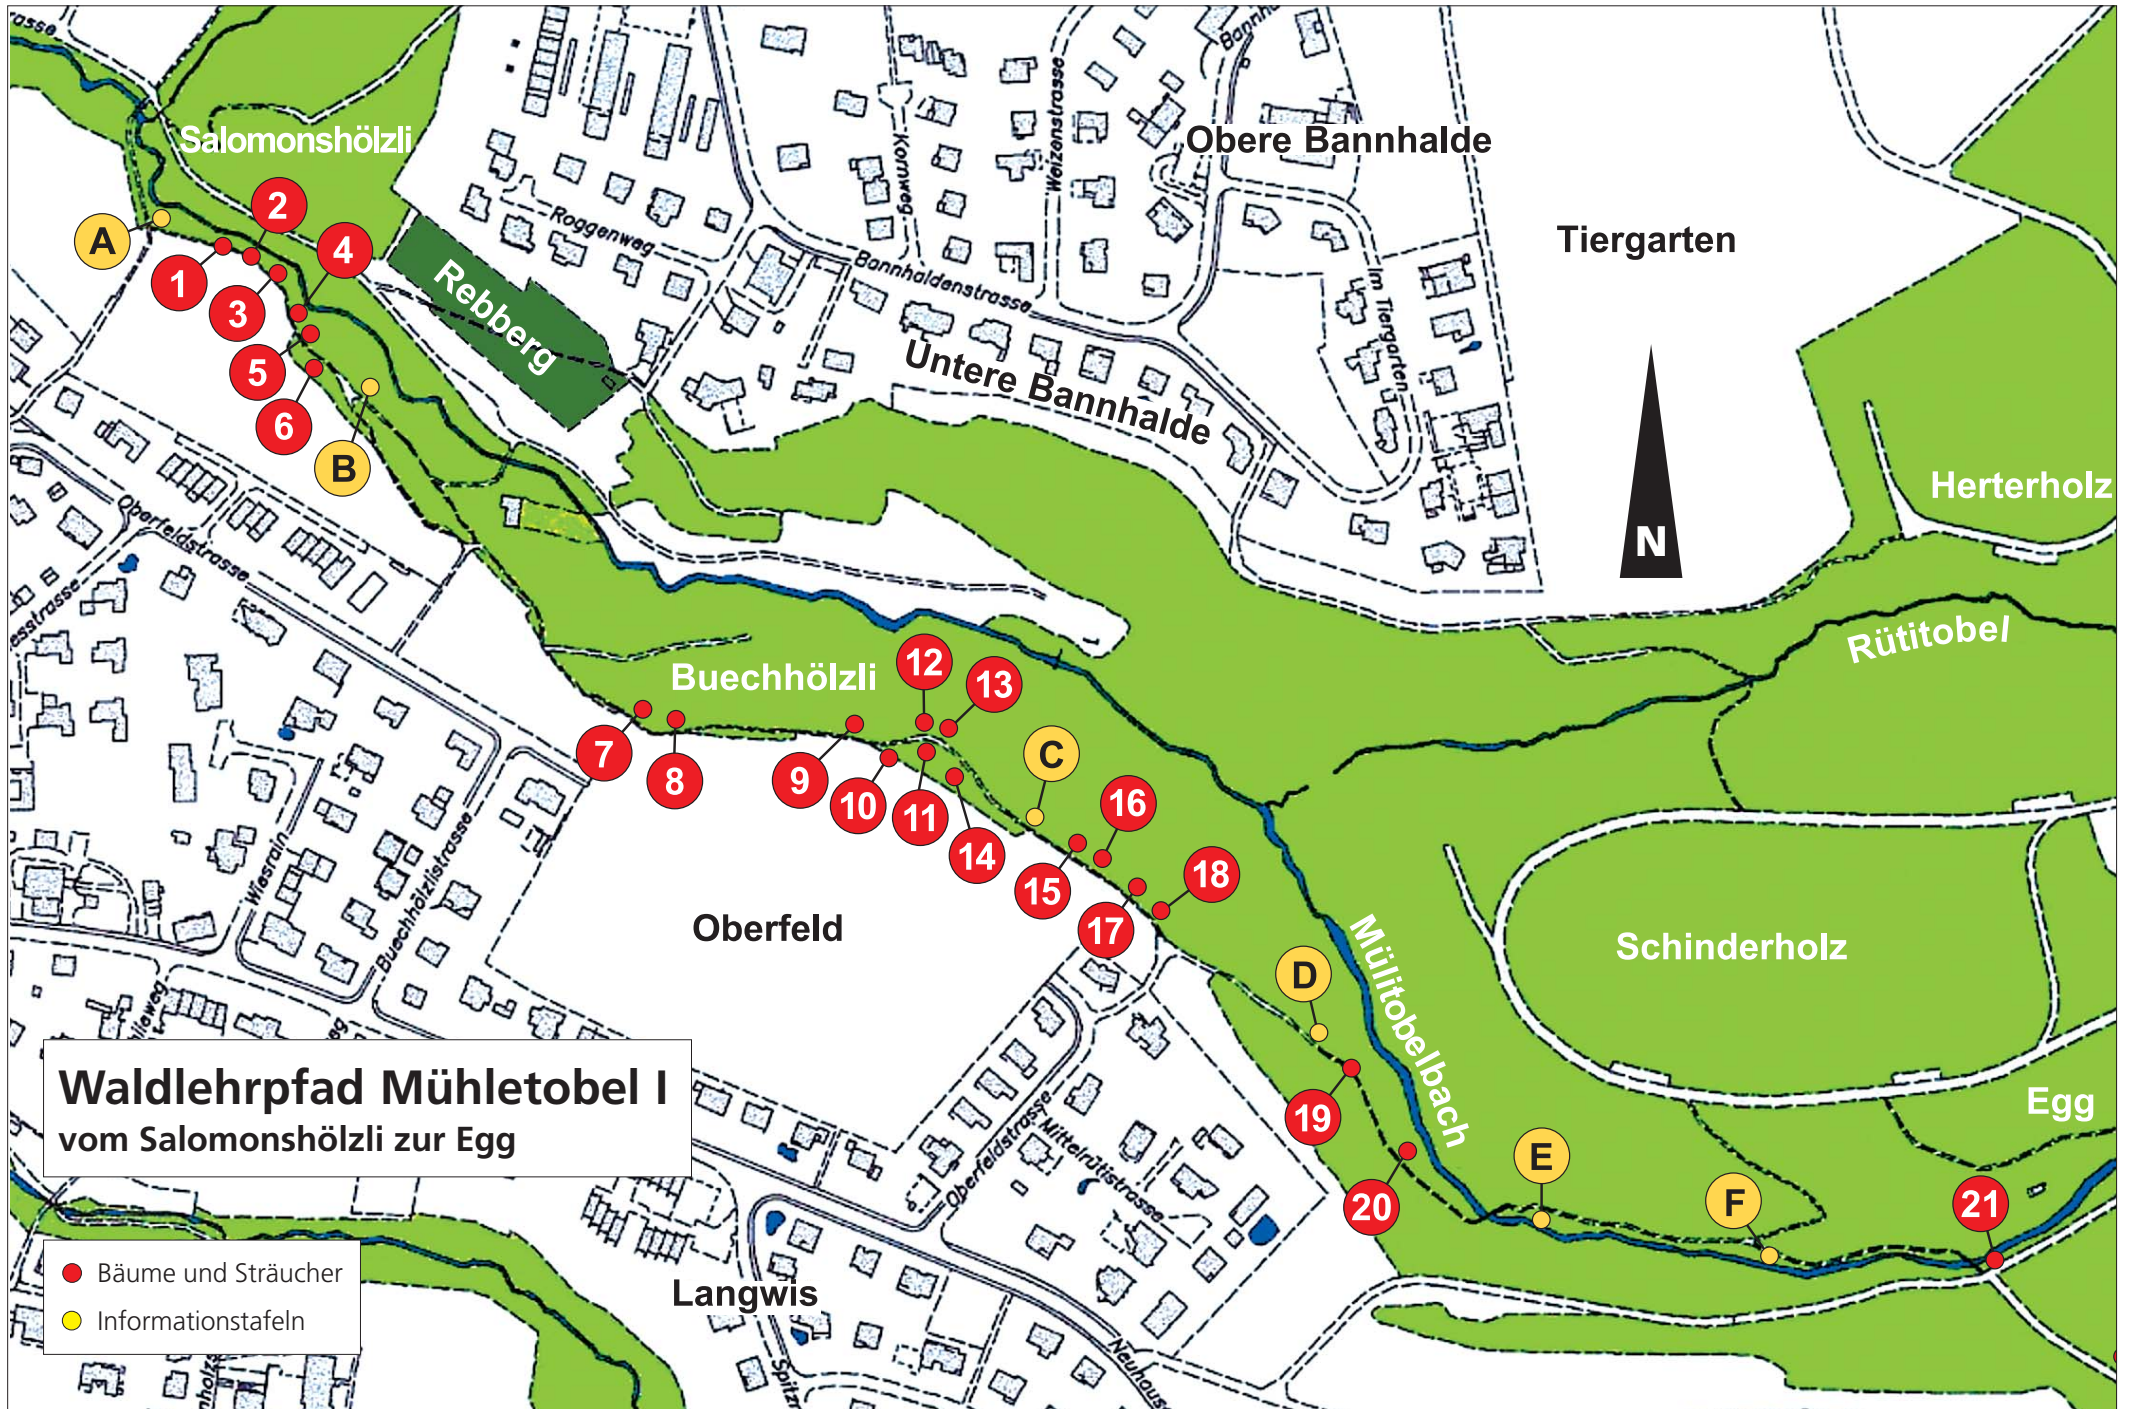 Salomonshölzli
2
4
A
1
3
5
6
B
Rebberg
Roggenweg
Kornweg
Weizenstrasse
Bannhaldenstrasse
Obere Bannhalde
Untere Bannhalde
Im Tiergarten
Tiergarten
N
Herterholz
Rütitobel
Oberfeldstrasse
Buechhölzli
12
13
7
8
9
10
11
14
C
16
15
18
17
Wiesrain
Buechhölzlistrasse
Oberfeld
D
Mülitobelbach
Schinderholz
Egg
19
20
E
F
21
Waldlehrpfad Mühletobel I
vom Salomonshölzli zur Egg
Oberfeldstrasse
Mittelrütistrasse
Bäume und Sträucher
Informationstafeln
Langwis